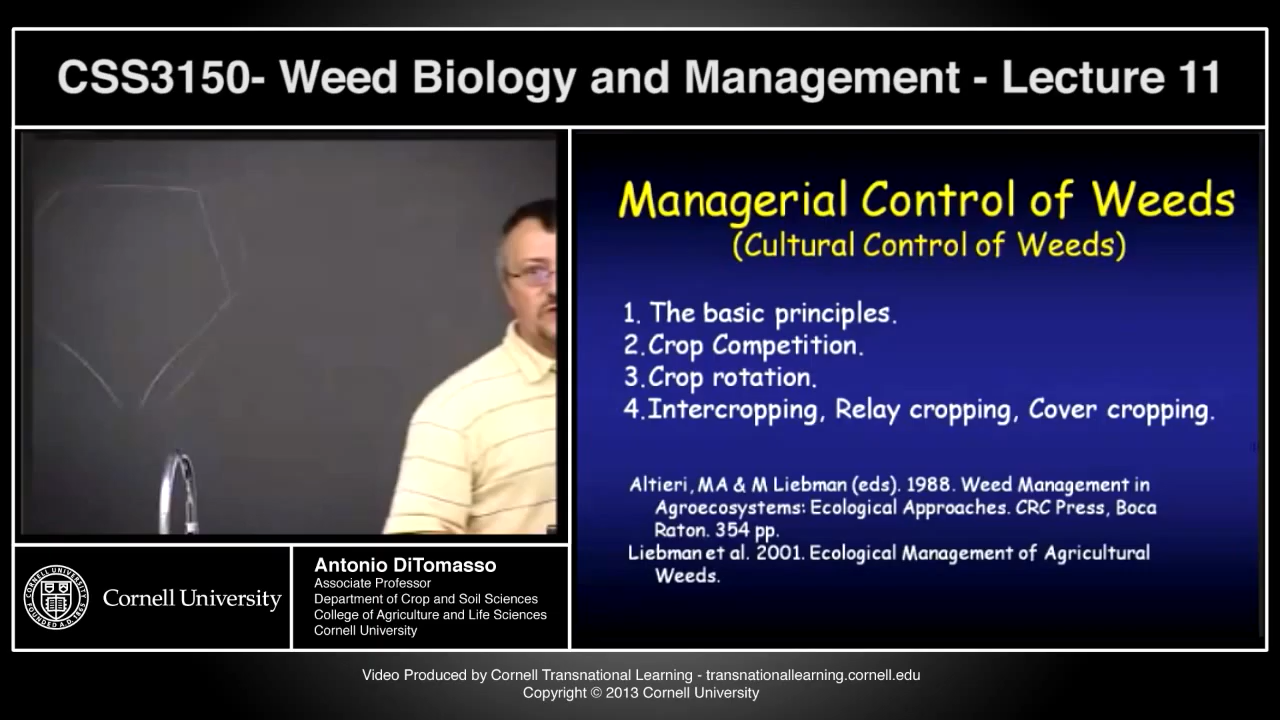 CSS3150- Weed Biology and Management - Lecture 11
Managerial Control of Weeds
(Cultural Control of Weeds)
1. The basic principles.
2.Crop Competition.
3.Crop rotation.
4.Intercropping, Relay cropping, Cover cropping.
Altieri, MA & M Liebman (eds). 1988. Weed Management in
Agroecosystems: Ecological Approaches. CRC Press, Boca
Raton. 354 pp.
Liebman et al. 2001. Ecological Management of Agricultural
Weeds.
Cornell University
Antonio DiTomasso
Associate Professor
Department of Crop and Soil Sciences
College of Agriculture and Life Sciences
Cornell University
Video Produced by Cornell Transnational Learning - transnationallearning.cornell.edu
Copyright © 2013 Cornell University